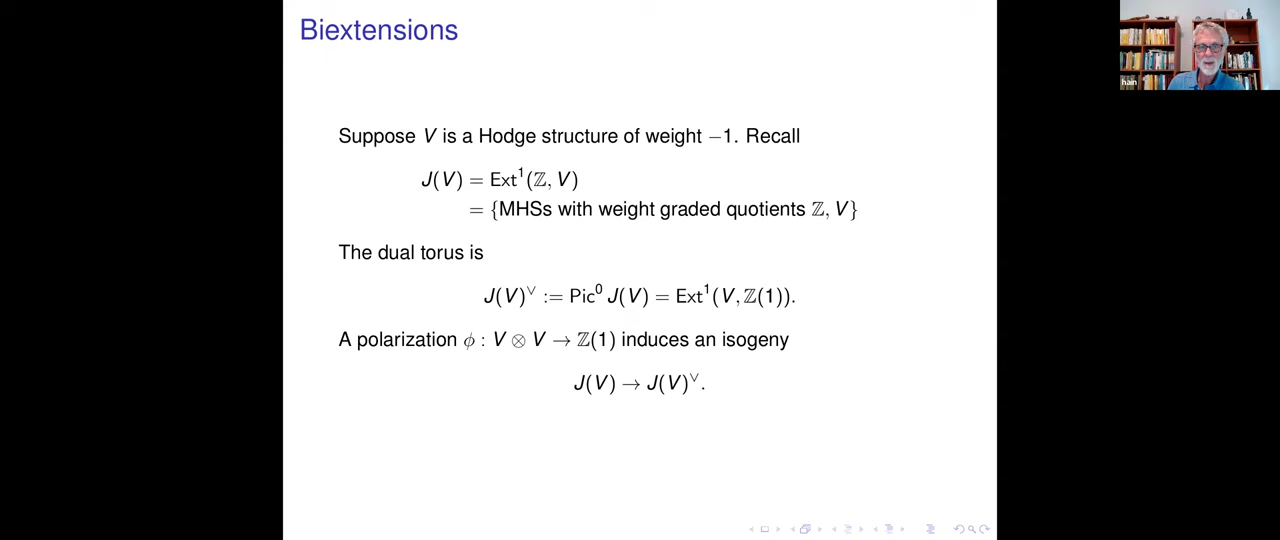 Biextensions
hain
Suppose V is a Hodge structure of weight −1. Recall
J(V) = Ext¹(ℤ, V)
= {MHSs with weight graded quotients ℤ, V}
The dual torus is
J(V)^∨ := Pic⁰ J(V) = Ext¹(V, ℤ(1)).
A polarization ϕ : V ⊗ V → ℤ(1) induces an isogeny
J(V) → J(V)^∨.